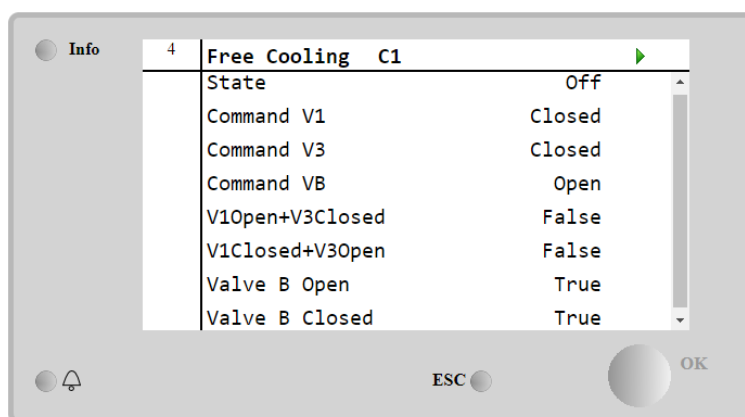 Info
4 Free Cooling C1
State Off
Command V1 Closed
Command V3 Closed
Command VB Open
V1Open+V3Closed False
V1Closed+V3Open False
Valve B Open True
Valve B Closed True
ESC OK